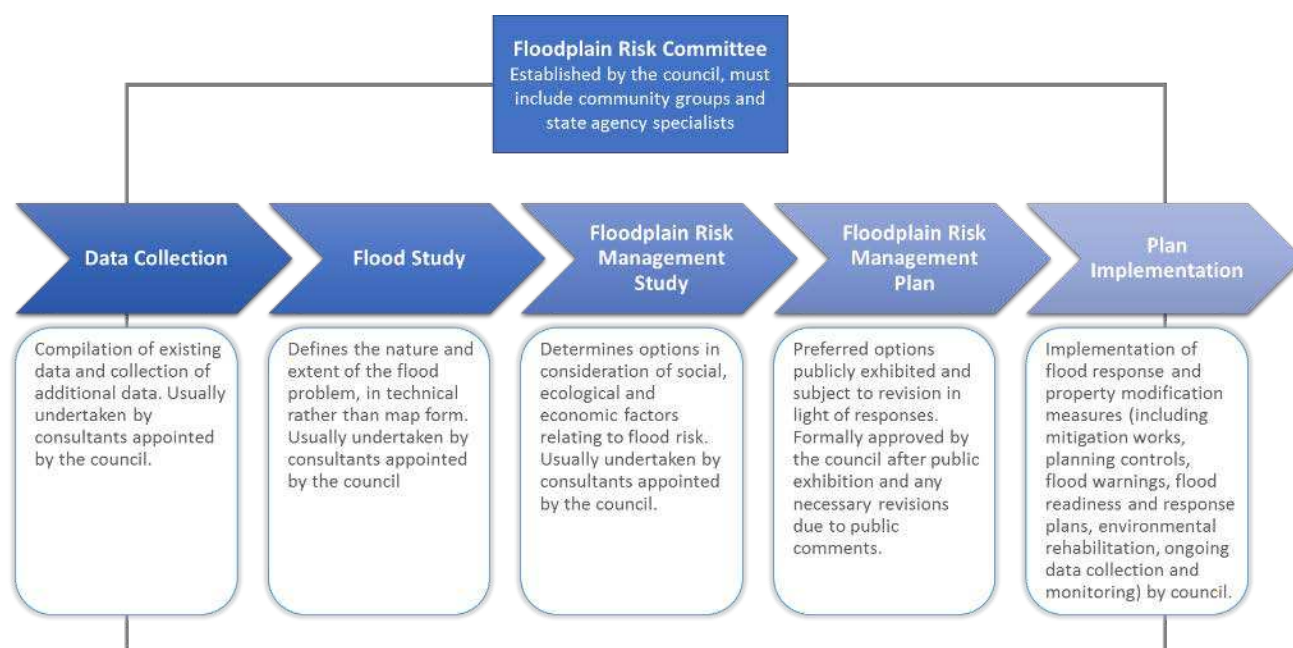 Floodplain Risk Committee
Established by the council, must
include community groups and
state agency specialists
Data Collection
Flood Study
Floodplain Risk
Management
Study
Floodplain Risk
Management
Plan
Plan
Implementation
Compilation of existing
data and collection of
additional data. Usually
undertaken by
consultants appointed
by the council.
Defines the nature and
extent of the flood
problem, in technical
rather than map form.
Usually undertaken by
consultants appointed
by the council
Determines options in
consideration of social,
ecological and
economic factors
relating to flood risk.
Usually undertaken by
consultants appointed
by the council.
Preferred options
publicly exhibited and
subject to revision in
light of responses.
Formally approved by
the council after public
exhibition and any
necessary revisions
due to public
comments.
Implementation of
flood response and
property modification
measures (including
mitigation works,
planning controls,
flood warnings, flood
readiness and response
plans, environmental
rehabilitation, ongoing
data collection and
monitoring) by council.